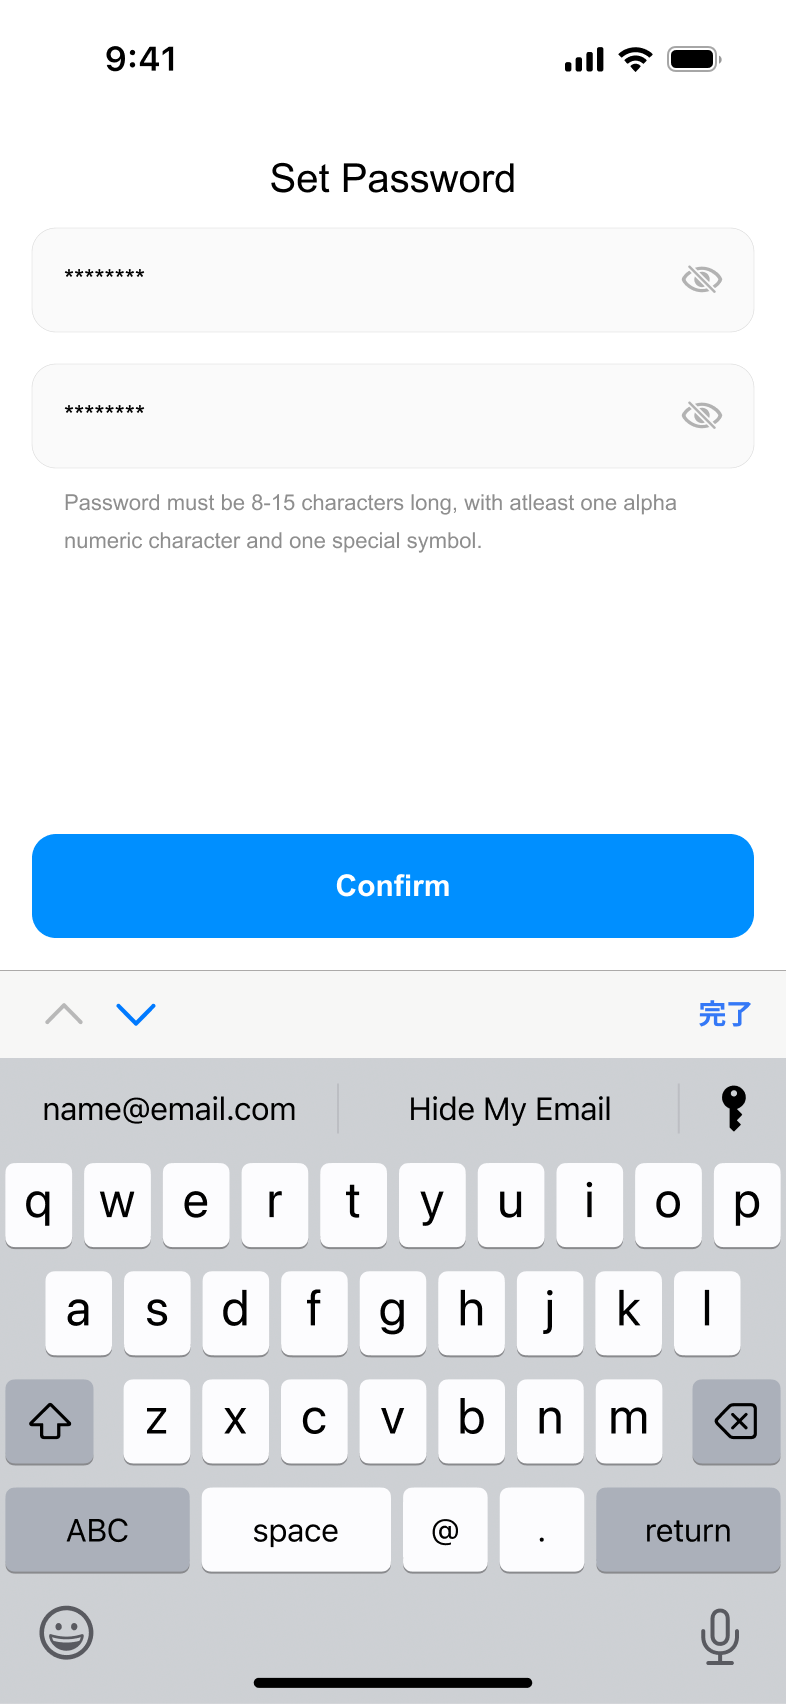 9:41
Set Password
********
********
Password must be 8-15 characters long, with atleast one alpha
numeric character and one special symbol.
Confirm
完了
name@email.com Hide My Email
q w e r t y u i o p
a s d f g h j k l
z x c v b n m
ABC space @ . return